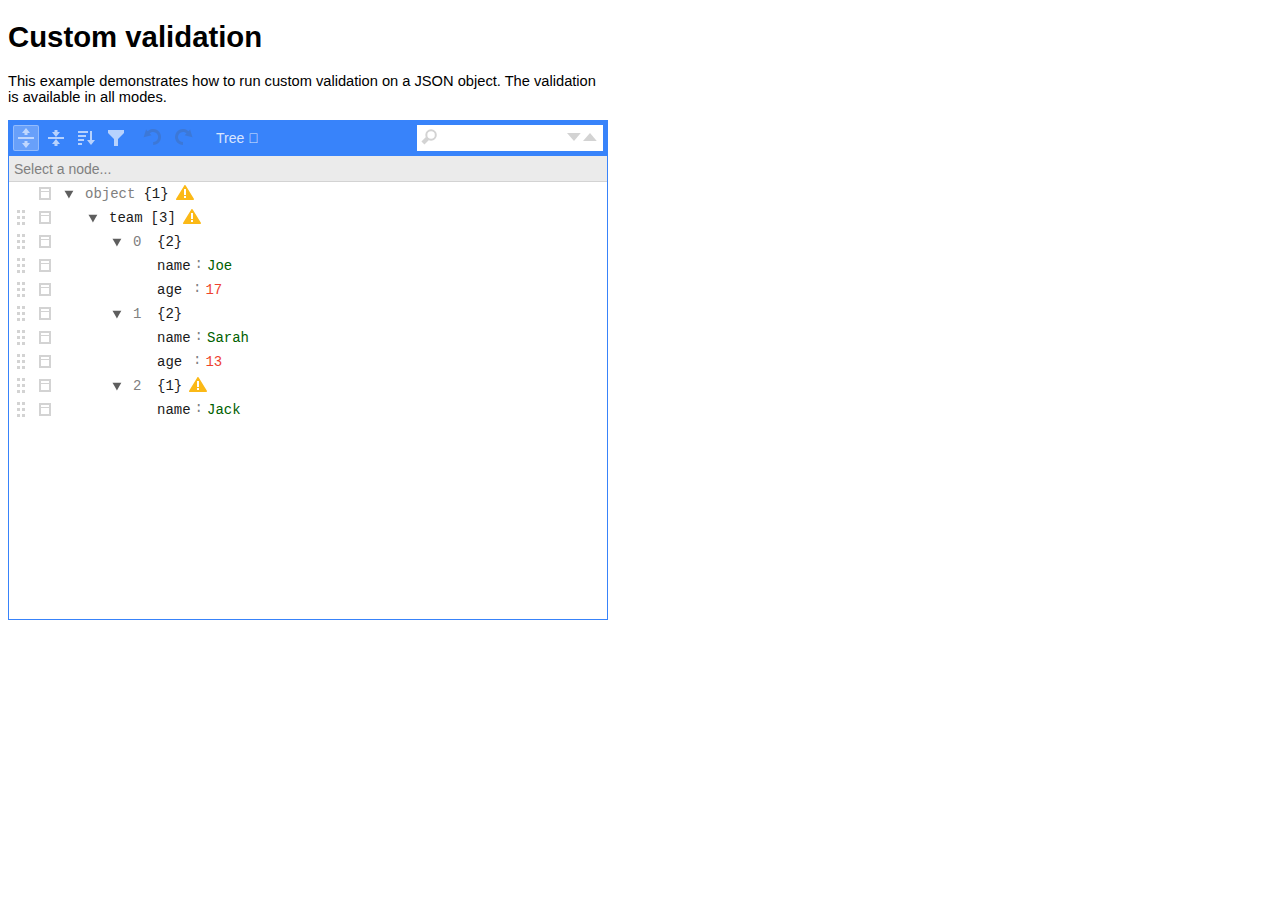 Custom validation
This example demonstrates how to run custom validation on a JSON object. The validation
is available in all modes.
Tree
Select a node...
object {1}
team [3]
0 {2}
name : Joe
age : 17
1 {2}
name : Sarah
age : 13
2 {1}
name : Jack